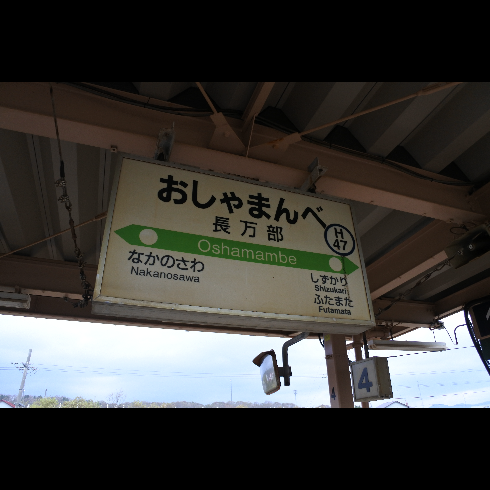 おしゃまんべ
長万部
H
47
Oshamambe
なかのさわ
Nakanosawa
しずかり
Shizukari
ふたまた
Futamata
4
4